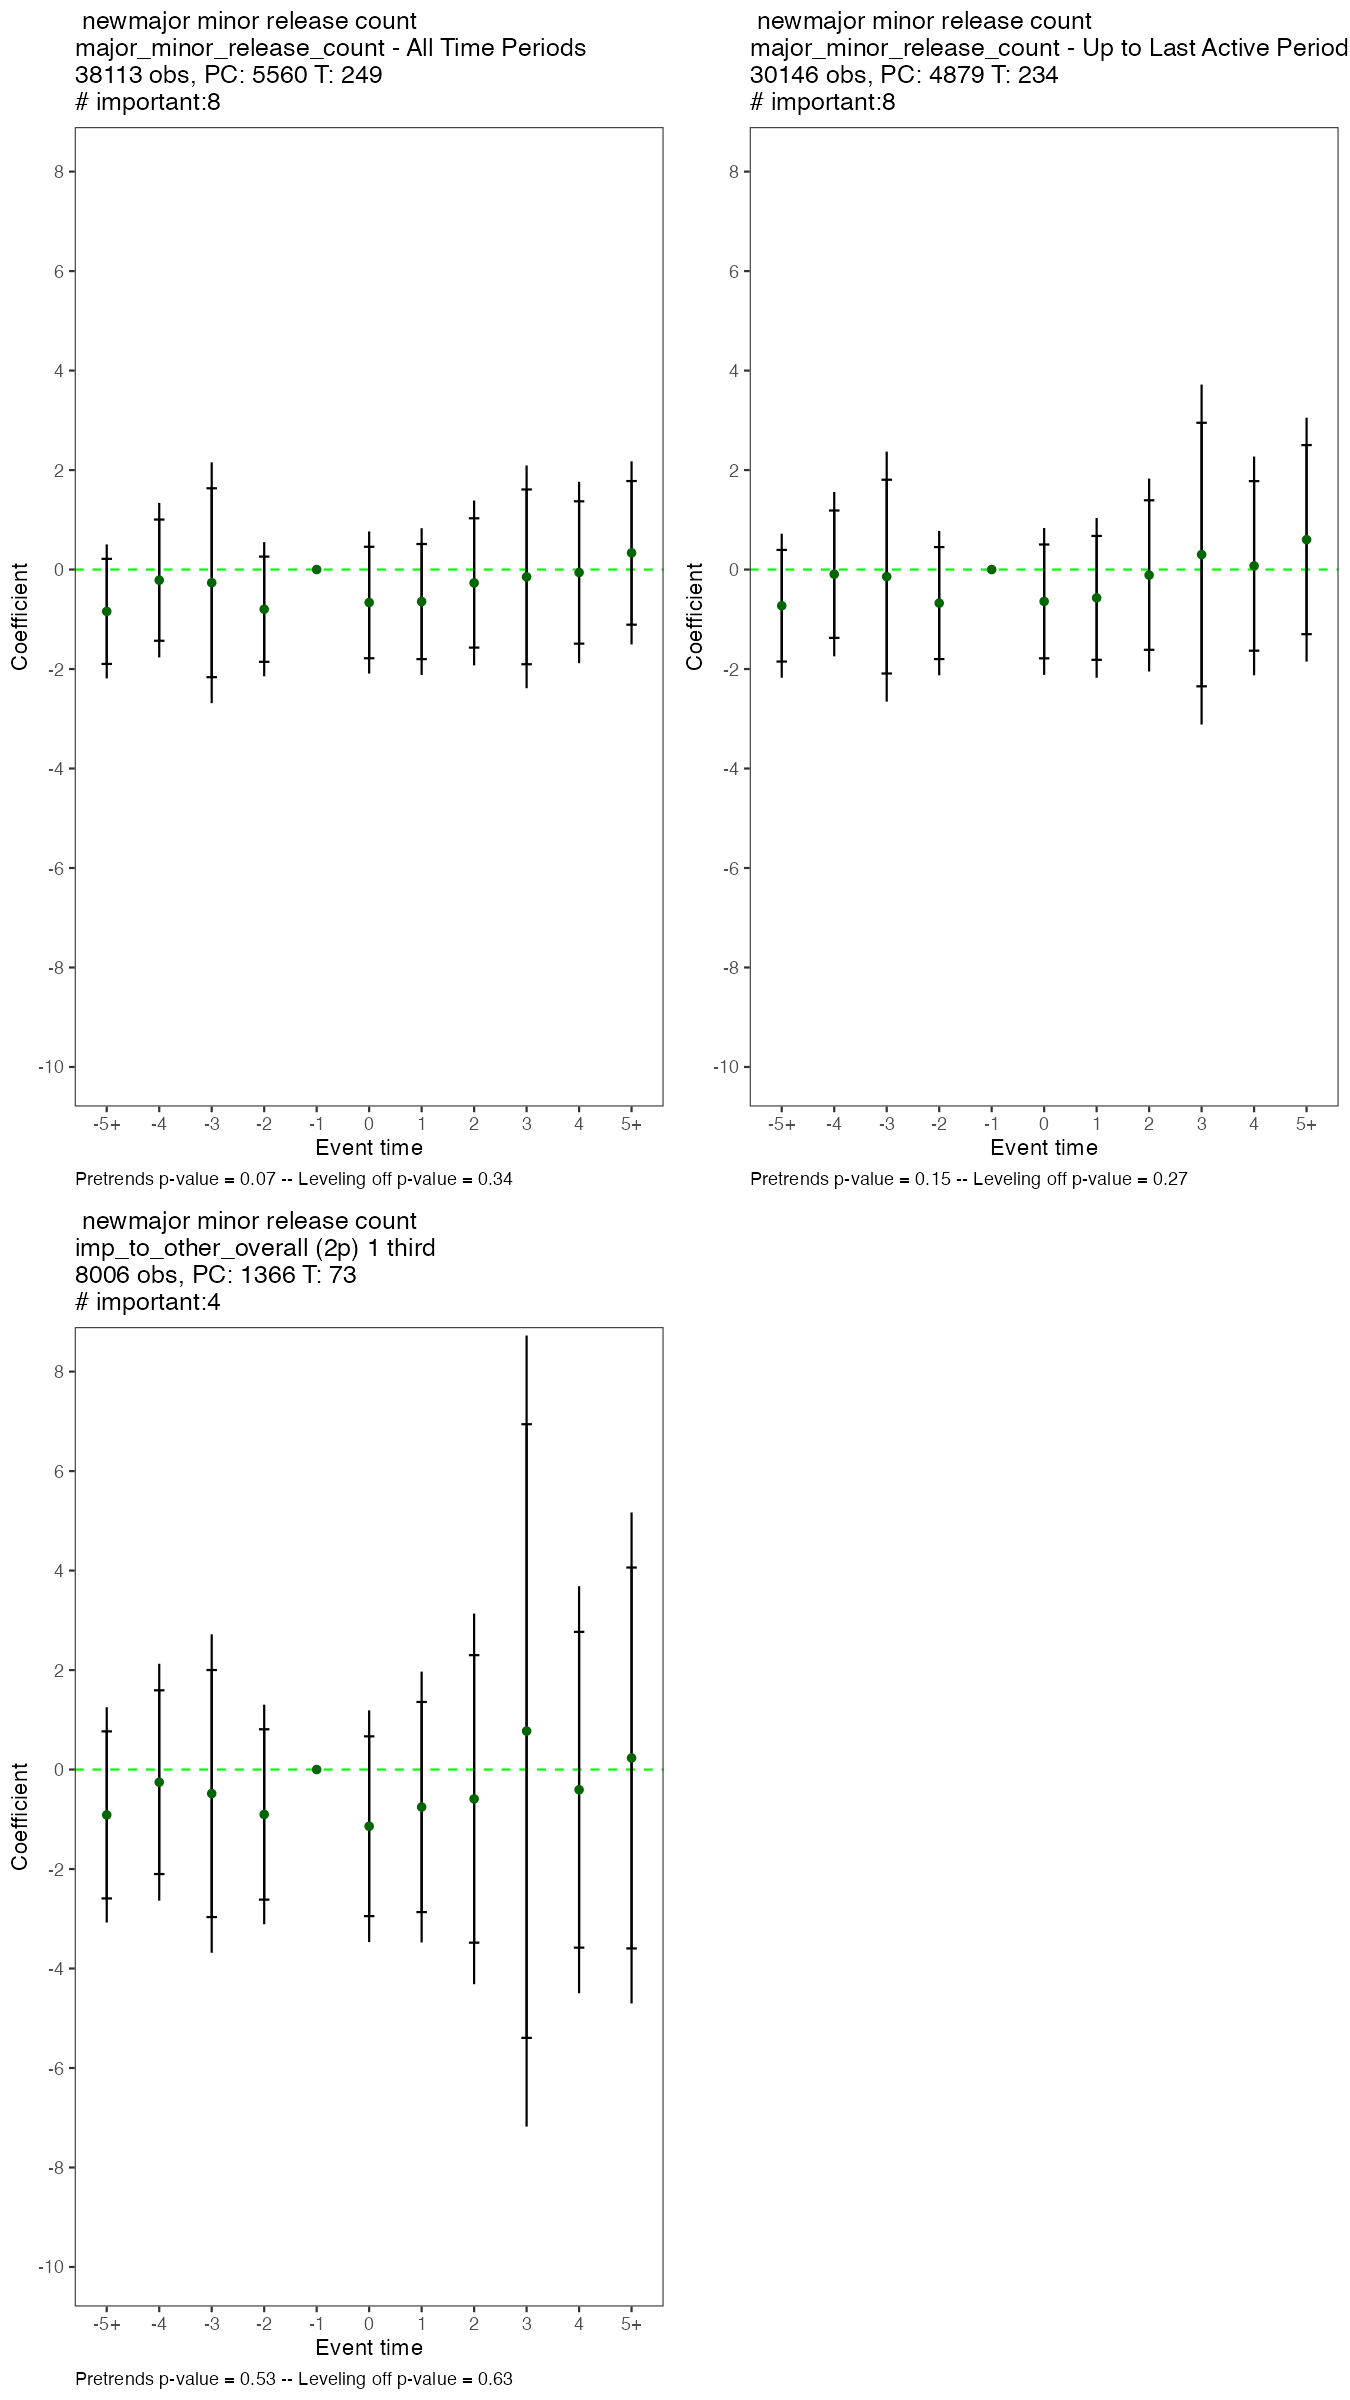 newmajor minor release count
major_minor_release_count - All Time Periods
38113 obs, PC: 5560 T: 249
# important:8
8
6
4
2
0
-2
-4
-6
-8
-10
Coefficient
-5+ -4 -3 -2 -1 0 1 2 3 4 5+
Event time
Pretrends p-value = 0.07 -- Leveling off p-value = 0.34
newmajor minor release count
major_minor_release_count - Up to Last Active Period
30146 obs, PC: 4879 T: 234
# important:8
8
6
4
2
0
-2
-4
-6
-8
-10
Coefficient
-5+ -4 -3 -2 -1 0 1 2 3 4 5+
Event time
Pretrends p-value = 0.15 -- Leveling off p-value = 0.27
newmajor minor release count
imp_to_other_overall (2p) 1 third
8006 obs, PC: 1366 T: 73
# important:4
8
6
4
2
0
-2
-4
-6
-8
-10
Coefficient
-5+ -4 -3 -2 -1 0 1 2 3 4 5+
Event time
Pretrends p-value = 0.53 -- Leveling off p-value = 0.63